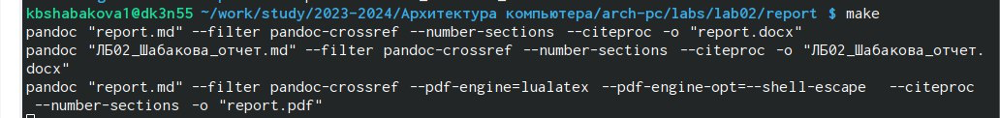 kbshabakova1@dk3n55 ~/work/study/2023-2024/Архитектура компьютера/arch-pc/labs/lab02/report $ make
pandoc "report.md" --filter pandoc-crossref --number-sections --citeproc -o "report.docx"
pandoc "ЛБ02_Шабакова_отчет.md" --filter pandoc-crossref --number-sections --citeproc -o "ЛБ02_Шабакова_отчет.
docx"
pandoc "report.md" --filter pandoc-crossref --pdf-engine=lualatex --pdf-engine-opt=--shell-escape  --citeproc
 --number-sections -o "report.pdf"